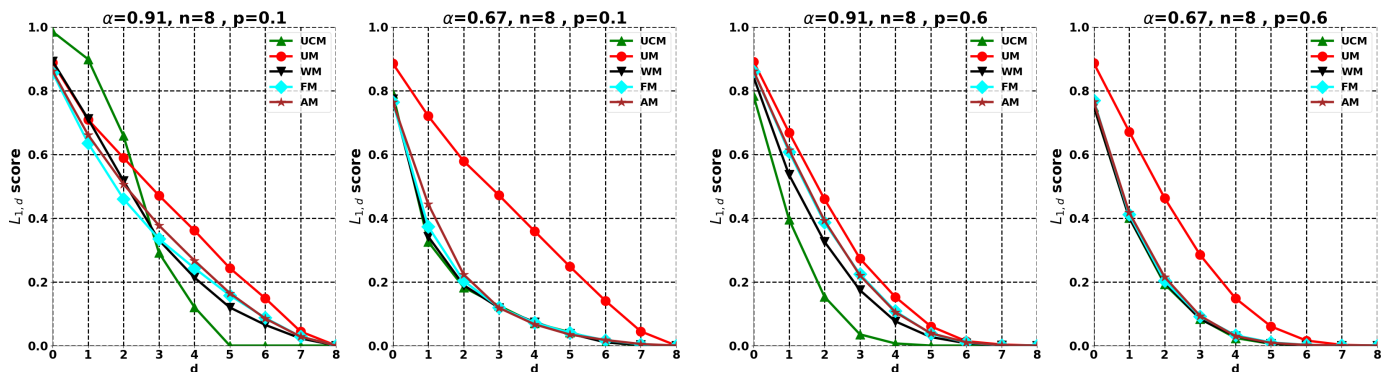 α=0.91, n=8 , p=0.1
L1,d score
1.0
0.8
0.6
0.4
0.2
0.0
0 1 2 3 4 5 6 7 8
d
UCM
UM
WM
FM
AM
α=0.67, n=8 , p=0.1
L1,d score
1.0
0.8
0.6
0.4
0.2
0.0
0 1 2 3 4 5 6 7 8
d
UCM
UM
WM
FM
AM
α=0.91, n=8 , p=0.6
L1,d score
1.0
0.8
0.6
0.4
0.2
0.0
0 1 2 3 4 5 6 7 8
d
UCM
UM
WM
FM
AM
α=0.67, n=8 , p=0.6
L1,d score
1.0
0.8
0.6
0.4
0.2
0.0
0 1 2 3 4 5 6 7 8
d
UCM
UM
WM
FM
AM